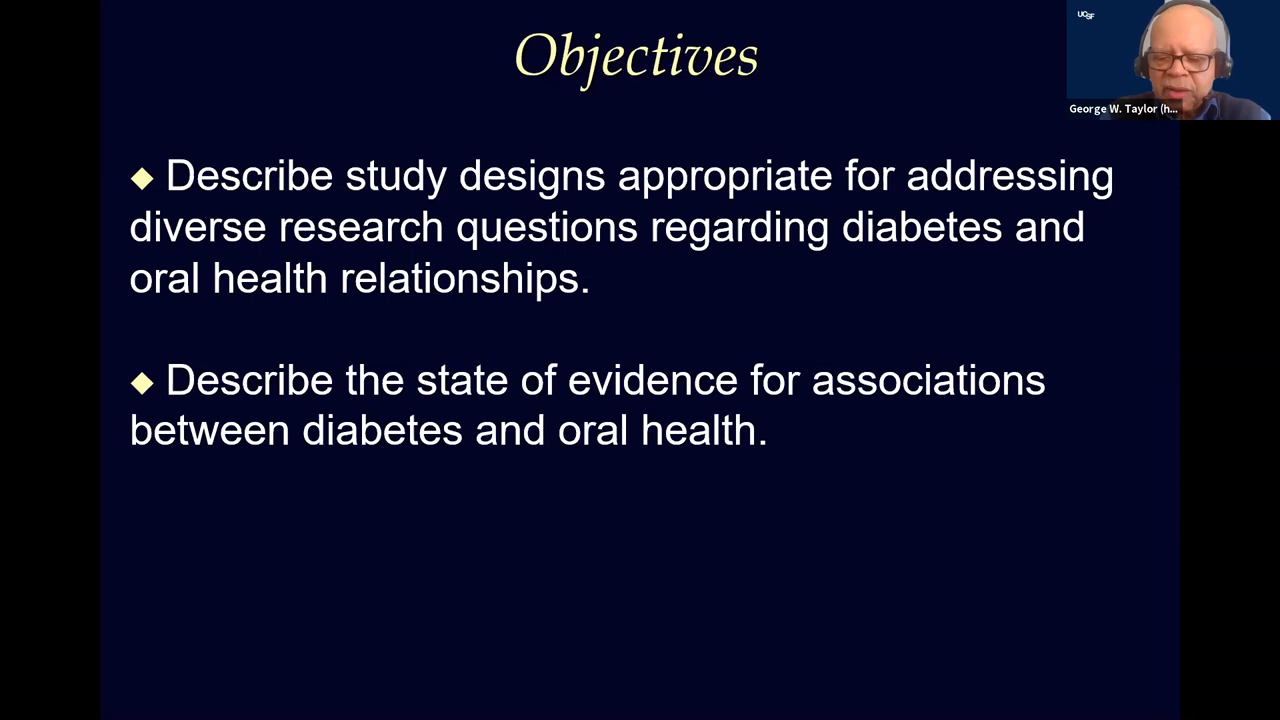 Objectives
UCSF
George W. Taylor (h...
◆ Describe study designs appropriate for addressing
diverse research questions regarding diabetes and
oral health relationships.
◆ Describe the state of evidence for associations
between diabetes and oral health.